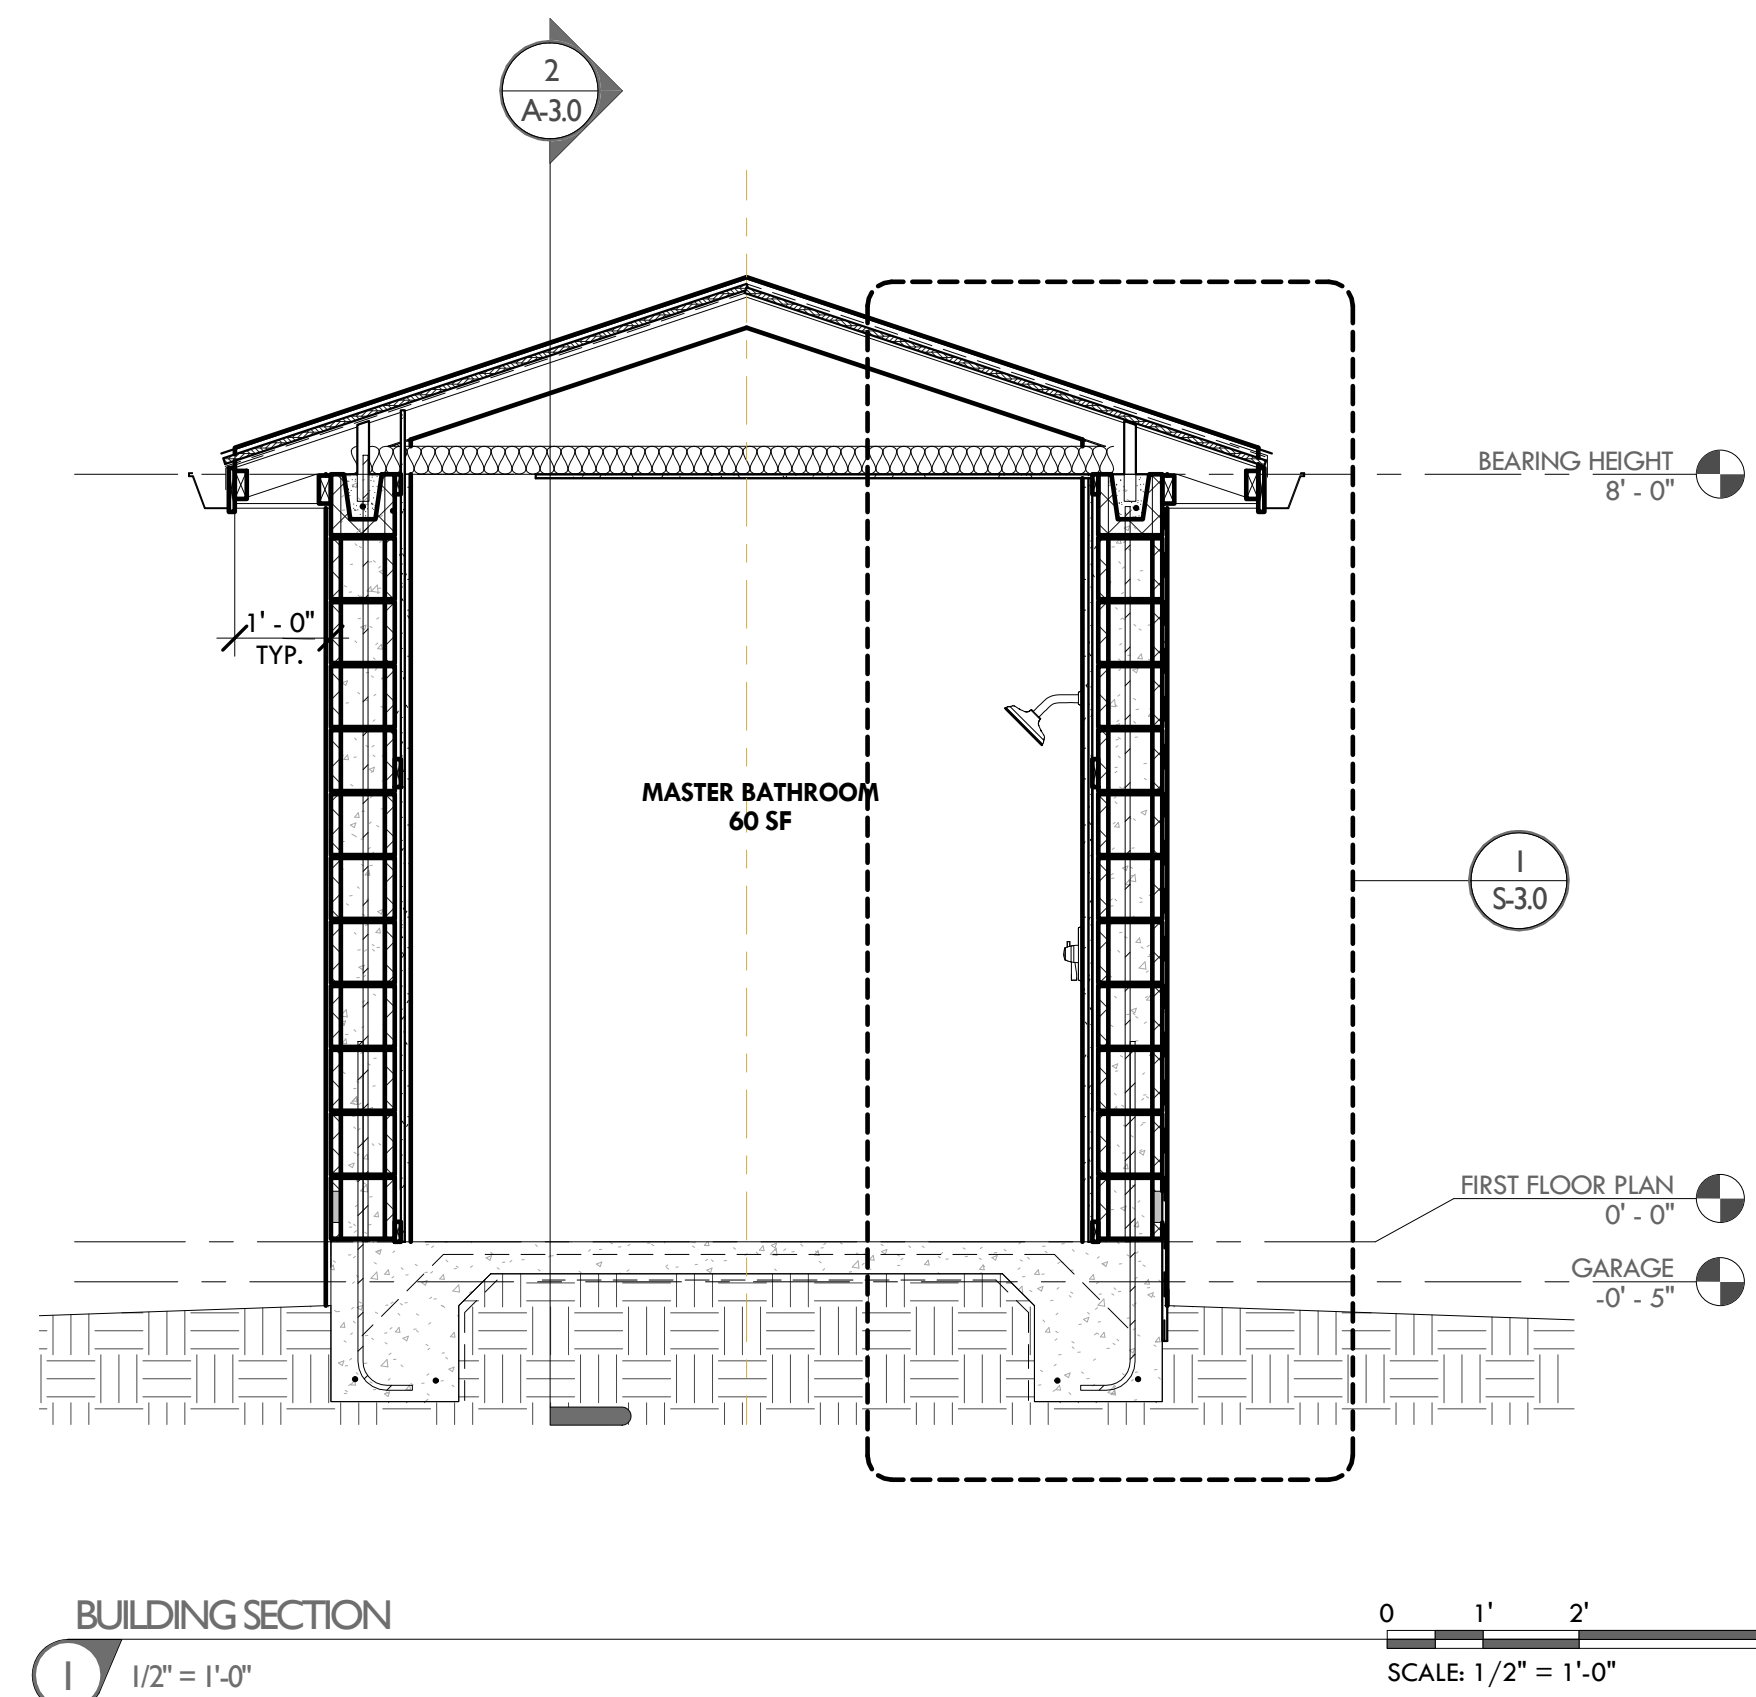 2
A-3.0
BEARING HEIGHT
8' - 0"
1' - 0"
TYP.
MASTER BATHROOM
60 SF
1
S-3.0
FIRST FLOOR PLAN
0' - 0"
GARAGE
-0' - 5"
BUILDING SECTION
1
1/2" = 1'-0"
0 1' 2'
SCALE: 1/2" = 1'-0"